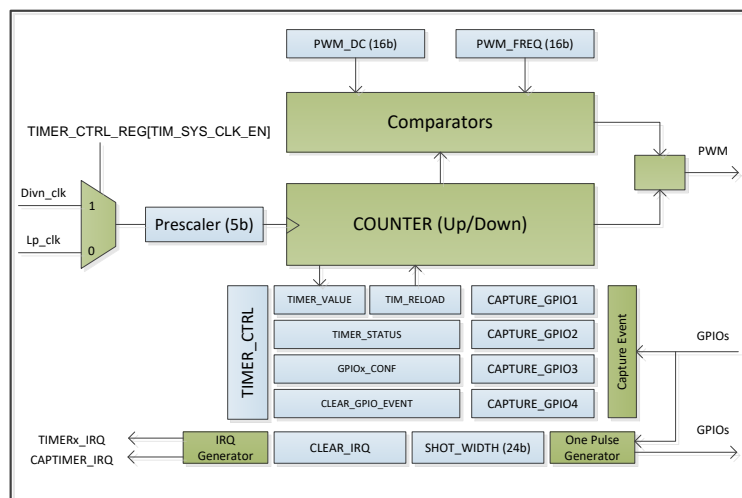 PWM_DC (16b)
PWM_FREQ (16b)
TIMER_CTRL_REG[TIM_SYS_CLK_EN]
Comparators
PWM
Divn_clk
1
Prescaler (5b)
COUNTER (Up/Down)
Lp_clk
0
TIMER_CTRL
TIMER_VALUE
TIM_RELOAD
CAPTURE_GPIO1
TIMER_STATUS
CAPTURE_GPIO2
GPIOx_CONF
CAPTURE_GPIO3
CLEAR_GPIO_EVENT
CAPTURE_GPIO4
Capture Event
GPIOs
TIMERx_IRQ
CAPTIMER_IRQ
IRQ
Generator
CLEAR_IRQ
SHOT_WIDTH (24b)
One Pulse
Generator
GPIOs